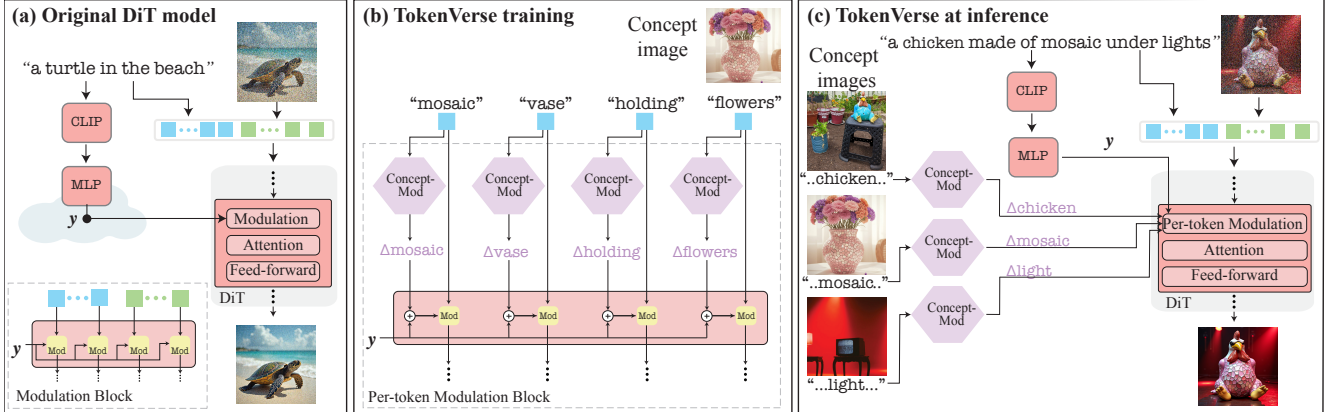 (a) Original DiT model
"a turtle in the beach"
CLIP
MLP
y
Modulation
Attention
Feed-forward
DiT
y
Mod Mod Mod Mod
Modulation Block
(b) TokenVerse training
Concept
image
"mosaic" "vase" "holding" "flowers"
Concept-
Mod
Concept-
Mod
Concept-
Mod
Concept-
Mod
Δmosaic Δvase Δholding Δflowers
+ Mod + Mod + Mod + Mod
y
Per-token Modulation Block
(c) TokenVerse at inference
"a chicken made of mosaic under lights"
Concept
images
CLIP
MLP
y
"..chicken.."
Concept-
Mod
Δchicken
Per-token Modulation
Attention
Feed-forward
DiT
"..mosaic.."
Concept-
Mod
Δmosaic
"...light..."
Concept-
Mod
Δlight